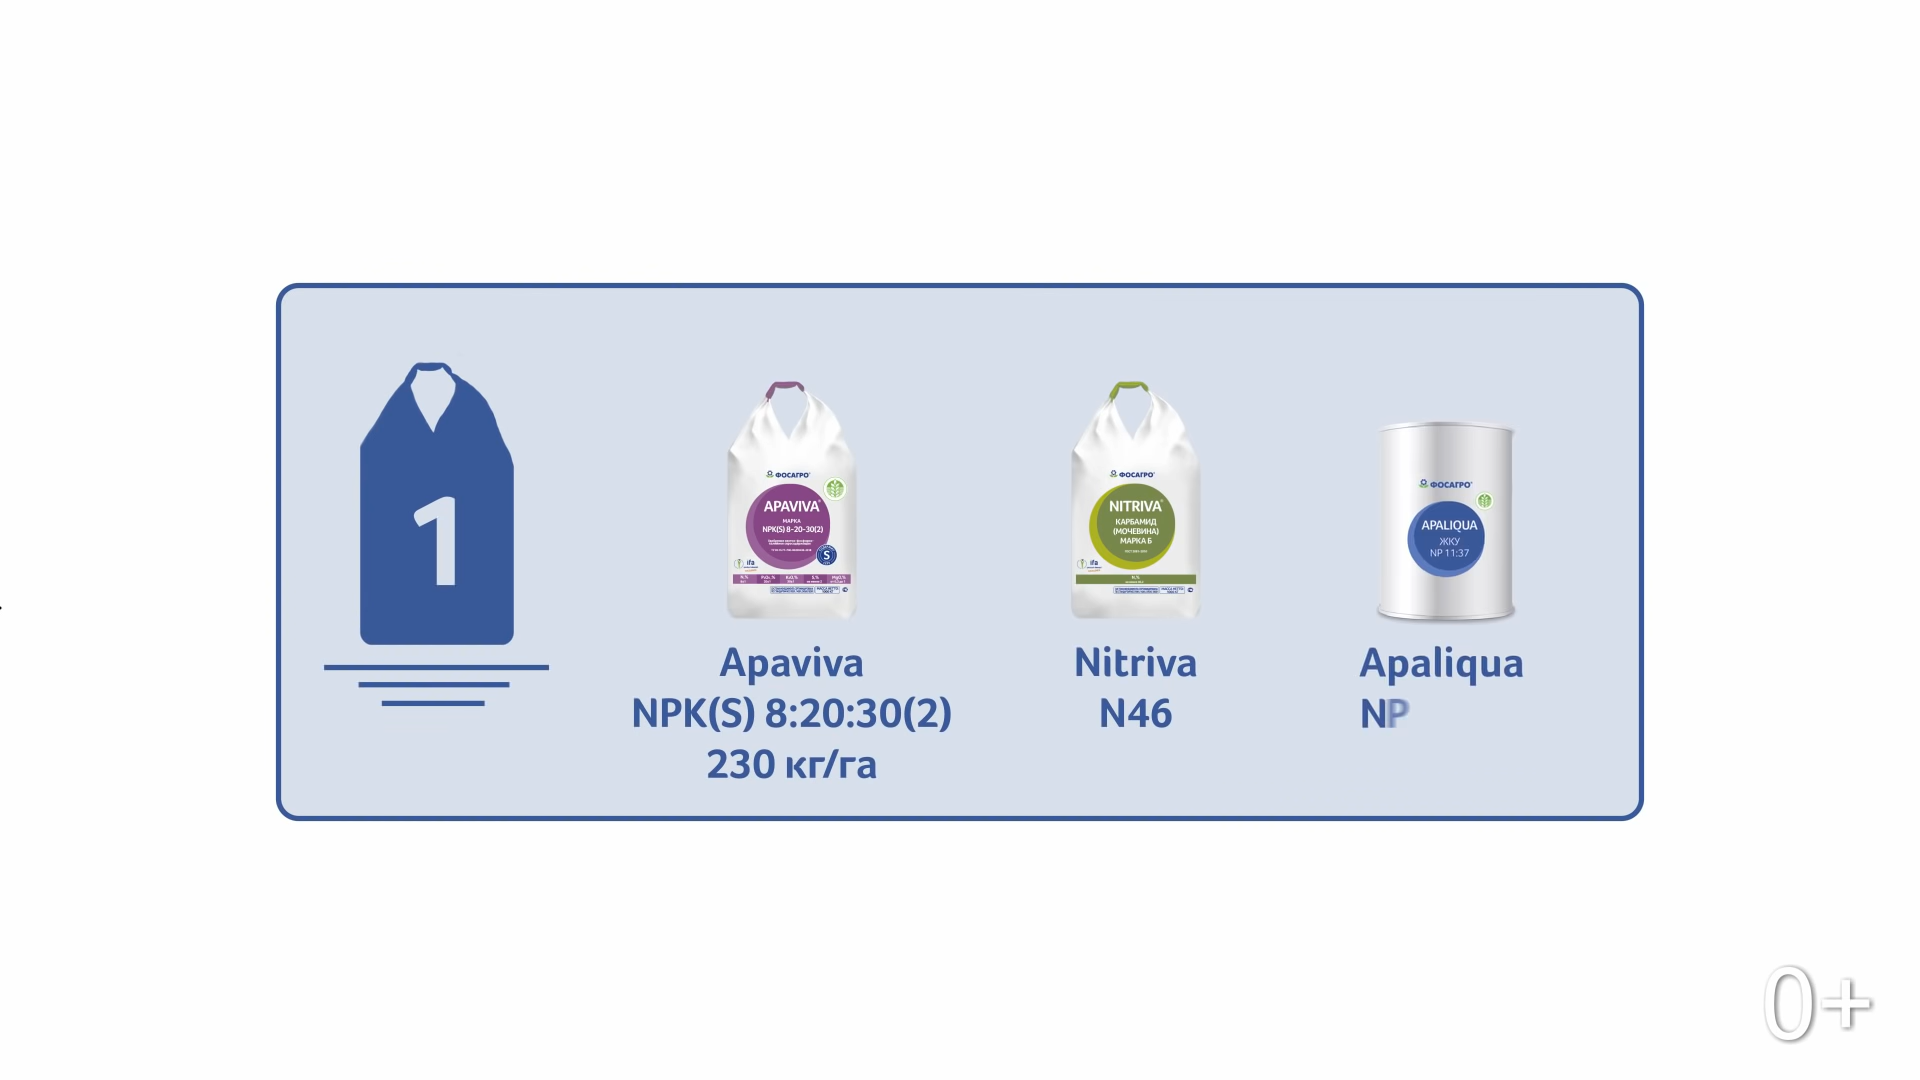 1
ФОСАГРО®
APAVIVA®
МАРКА
NPK(S) 8-20-30(2)
S
ifa
Apaviva
NPK(S) 8:20:30(2)
230 кг/га
ФОСАГРО®
NITRIVA®
КАРБАМИД
(МОЧЕВИНА)
МАРКА Б
ifa
Nitriva
N46
ФОСАГРО®
APALIQUA
ЖКУ
NP 11:37
Apaliqua
NP
0+